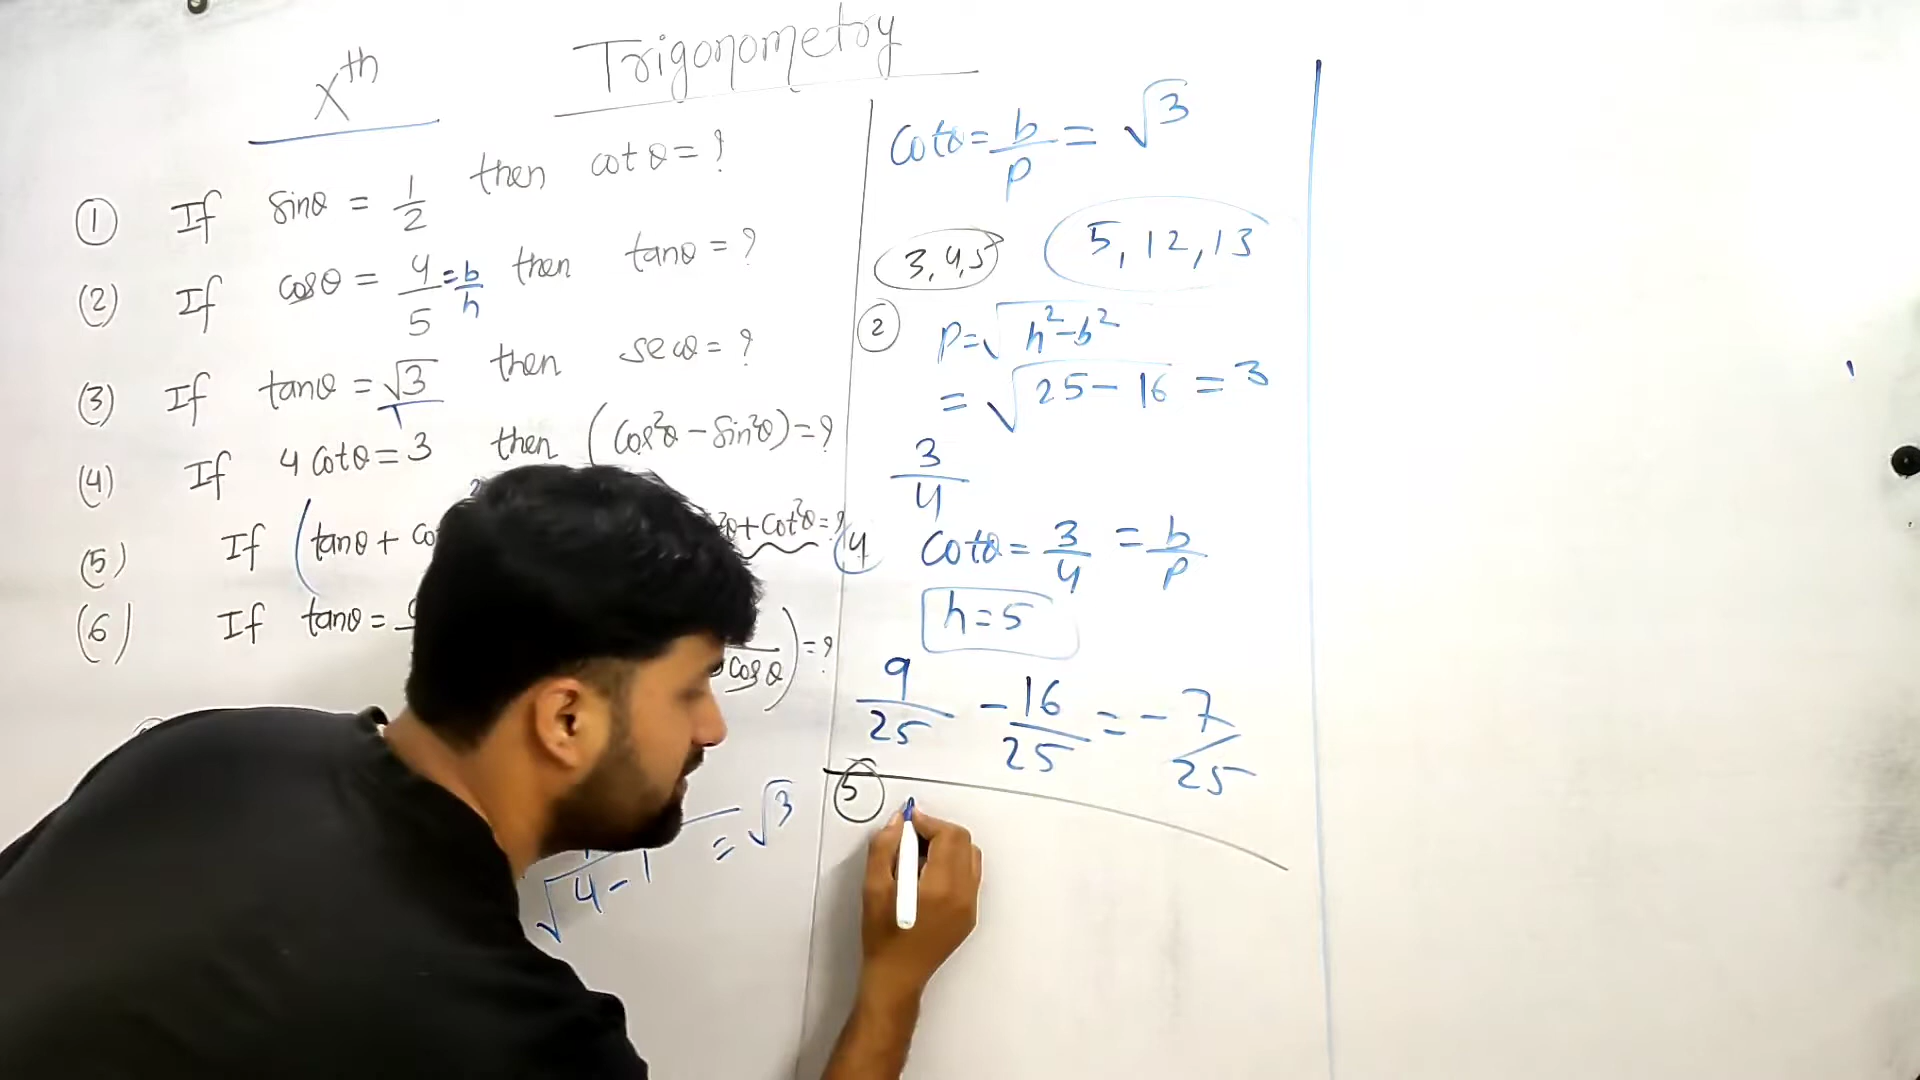 Xth Trigonometry
(1) If sinθ = 1/2 then cotθ = ?
(2) If cosθ = 4/5 = b/h then tanθ = ?
(3) If tanθ = √3/1 then secθ = ?
(4) If 4 cotθ = 3 then (cos²θ - sin²θ) = ?
(5) If (tanθ + co ²θ + cot²θ = ?
(6) If tanθ = cosθ) = ?
√4 - 1 = √3
cotθ = b/p = √3
3, 4, 5 5, 12, 13
(2) p = √h² - b²
= √25 - 16 = 3
3/4
4 cotθ = 3/4 = b/p
h = 5
9/25 - 16/25 = - 7/25
(5)